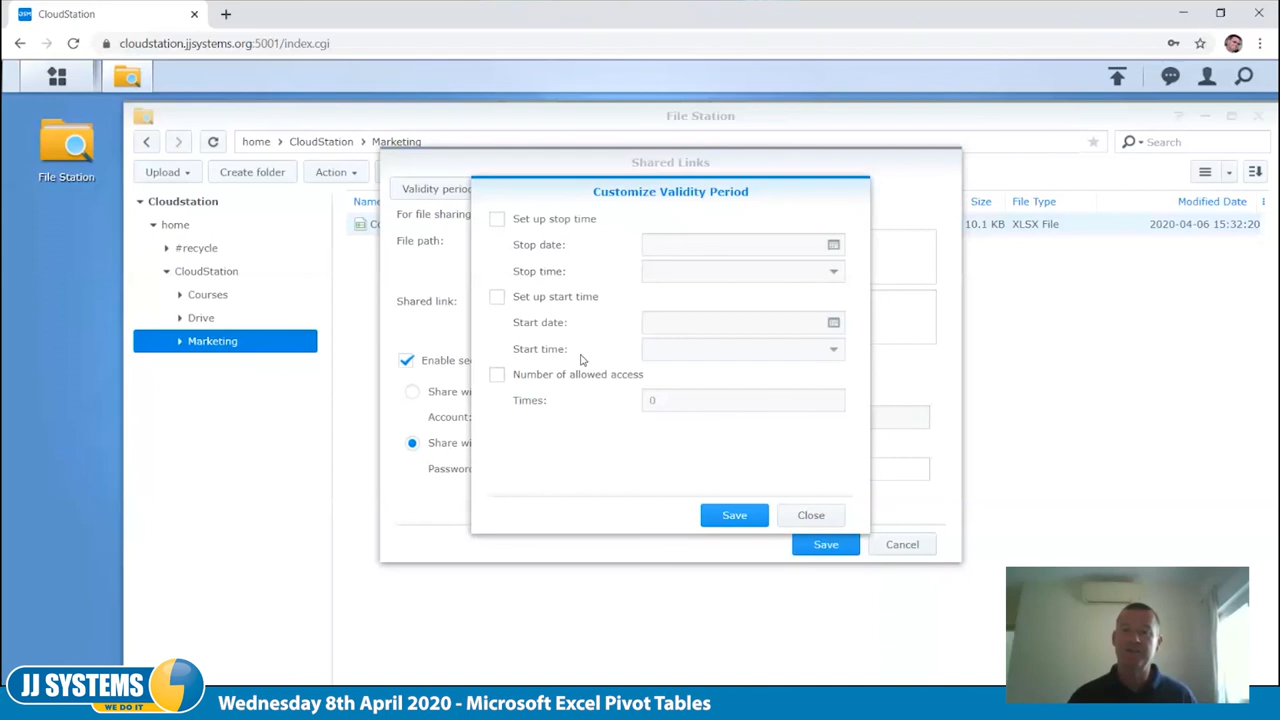 DSM
CloudStation
cloudstation.jjsystems.org:5001/index.cgi
File Station
File Station
home
CloudStation
Marketing
Search
Upload
Create folder
Action
Cloudstation
home
#recycle
CloudStation
Courses
Drive
Marketing
Name
Size
File Type
Modified Date
Co
10.1 KB
XLSX File
2020-04-06 15:32:20
Shared Links
Validity period
For file sharing
File path:
Shared link:
Enable sec
Share wi
Account:
Share wi
Password
Save
Cancel
Customize Validity Period
Set up stop time
Stop date:
Stop time:
Set up start time
Start date:
Start time:
Number of allowed access
Times:
0
Save
Close
JJ SYSTEMS
WE DO IT
Wednesday 8th April 2020 - Microsoft Excel Pivot Tables